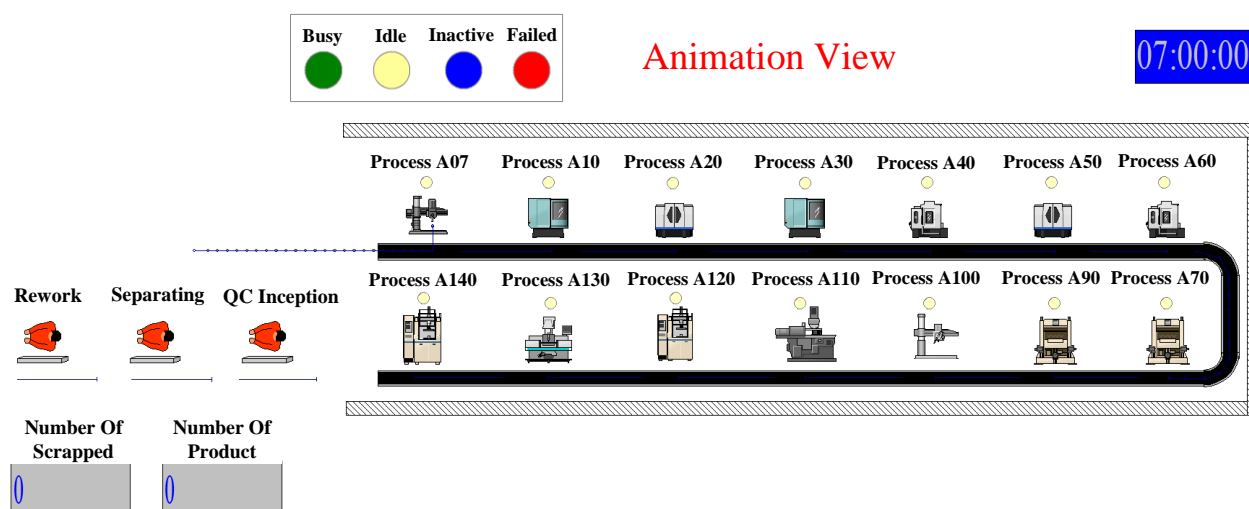 Busy Idle Inactive Failed
Animation View
07:00:00
Process A07 Process A10 Process A20 Process A30 Process A40 Process A50 Process A60
Process A140 Process A130 Process A120 Process A110 Process A100 Process A90 Process A70
Rework Separating QC Inception
Number Of
Scrapped
0
Number Of
Product
0